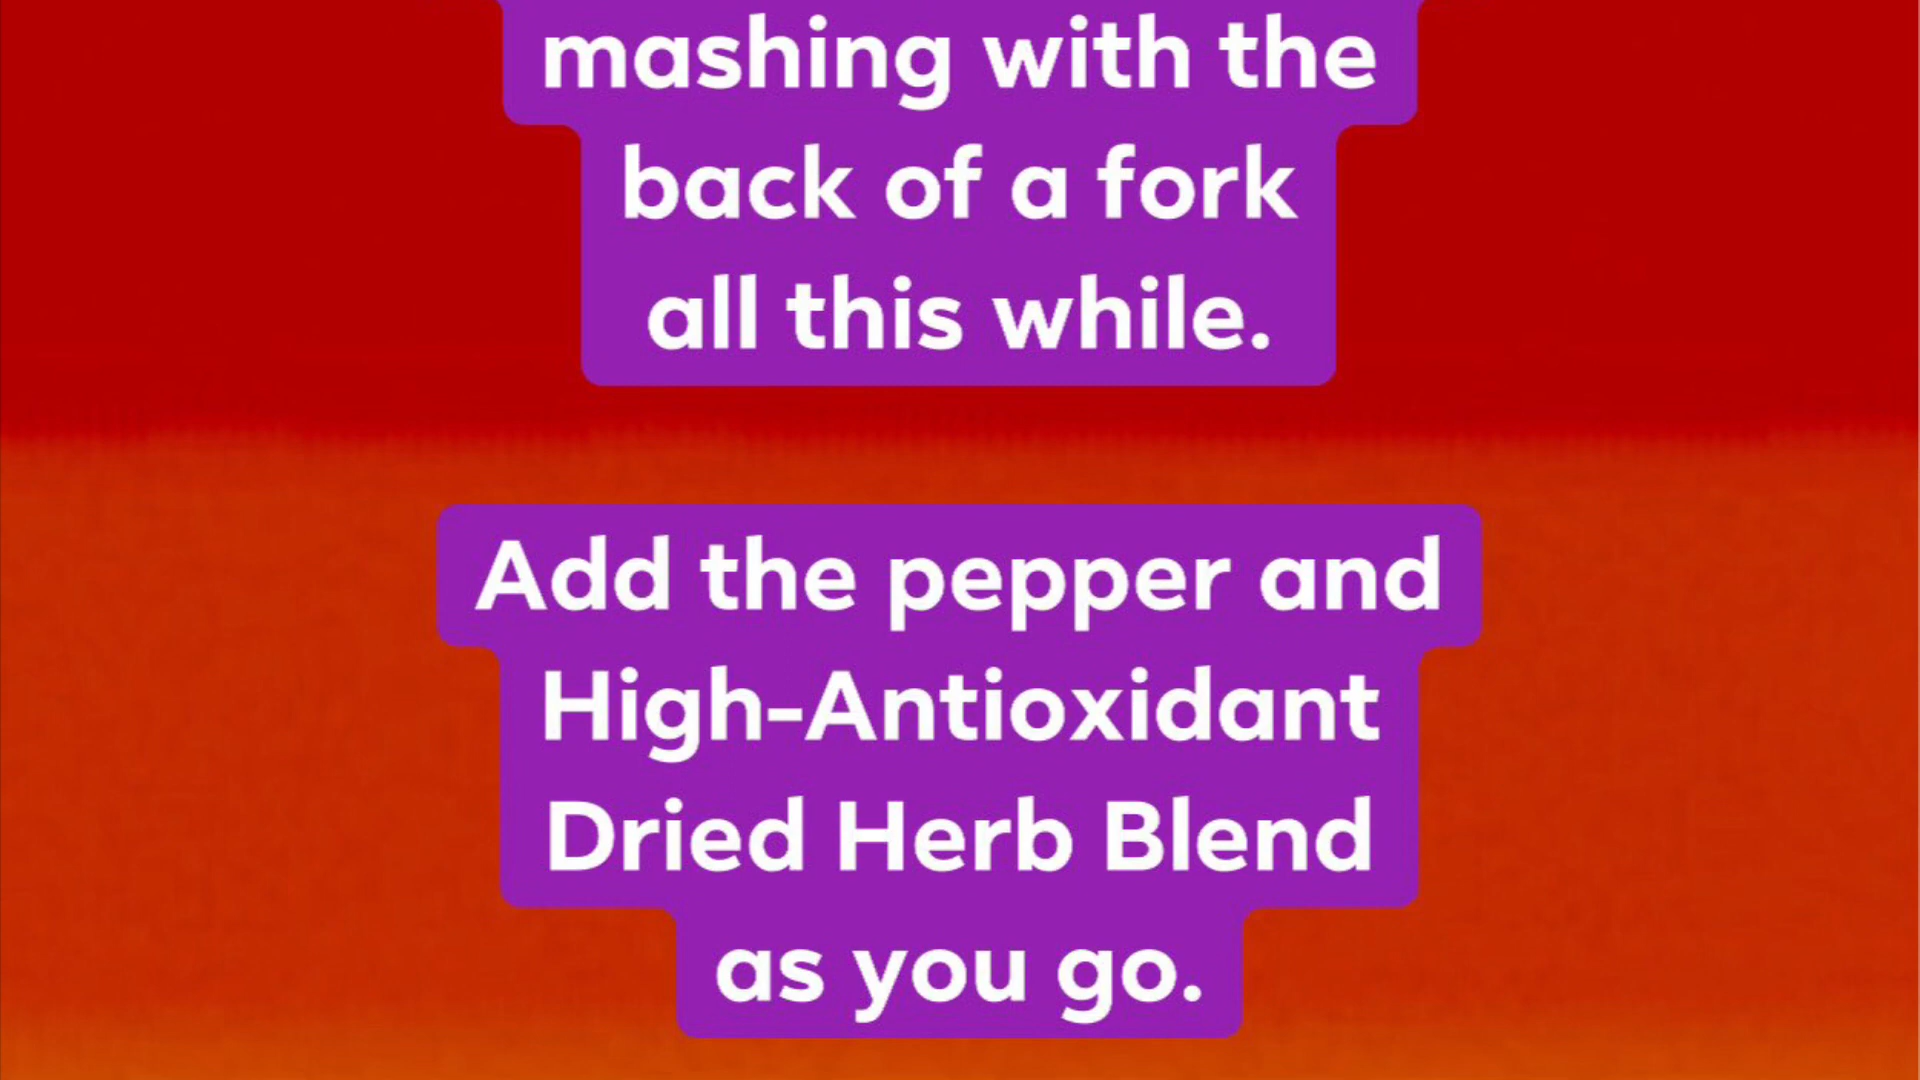 mashing with the
back of a fork
all this while.
Add the pepper and
High-Antioxidant
Dried Herb Blend
as you go.